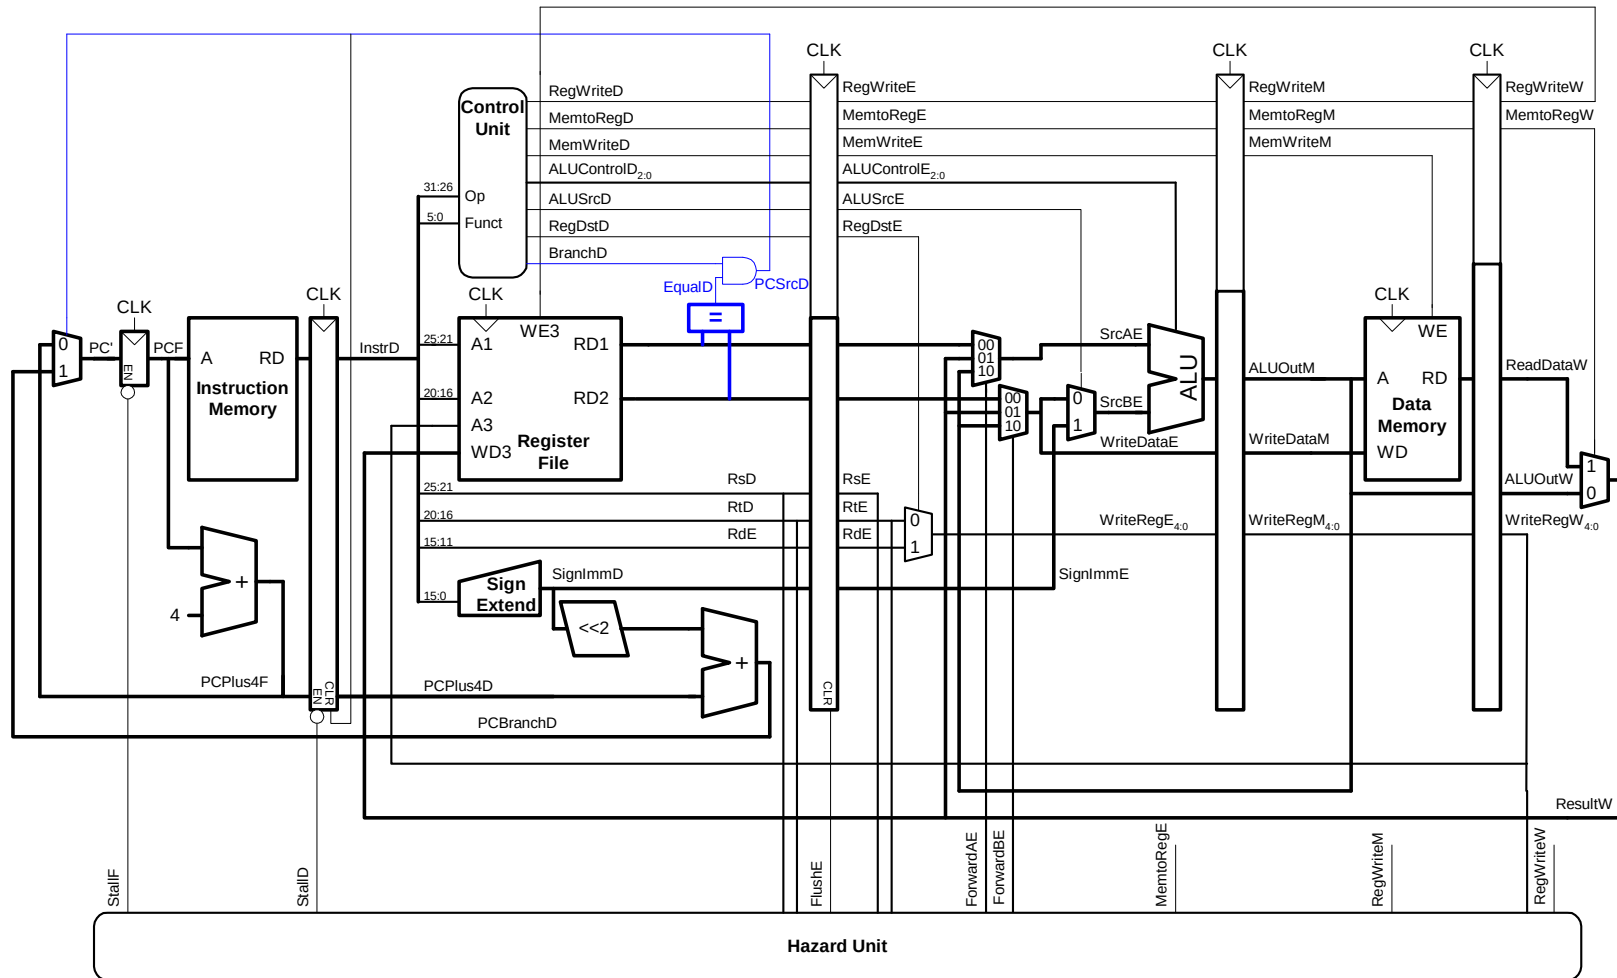 CLK
CLK
CLK
RegWriteD
RegWriteE
RegWriteM
RegWriteW
Control
Unit
MemtoRegD
MemtoRegE
MemtoRegM
MemtoRegW
MemWriteD
MemWriteE
MemWriteM
ALUControlD2:0
ALUControlE2:0
31:26
Op
ALUSrcD
ALUSrcE
5:0
Funct
RegDstD
RegDstE
BranchD
EqualD
PCSrcD
CLK
CLK
CLK
CLK
=
WE3
WE
0
1
PC'
EN
PCF
A
RD
Instruction
Memory
InstrD
25:21
A1
RD1
00
01
10
SrcAE
ALU
ALUOutM
A
RD
ReadDataW
20:16
A2
RD2
00
01
10
0
1
SrcBE
Data
Memory
A3
WD3
Register
File
WriteDataE
WriteDataM
WD
1
0
ALUOutW
25:21
RsD
RsE
20:16
RtD
RtE
0
1
WriteRegE4:0
WriteRegM4:0
WriteRegW4:0
15:11
RdE
RdE
+
4
15:0
Sign
Extend
SignImmD
SignImmE
<<2
+
PCPlus4F
EN
CLR
PCPlus4D
CLR
PCBranchD
ResultW
StallF
StallD
FlushE
ForwardAE
ForwardBE
MemtoRegE
RegWriteM
RegWriteW
Hazard Unit